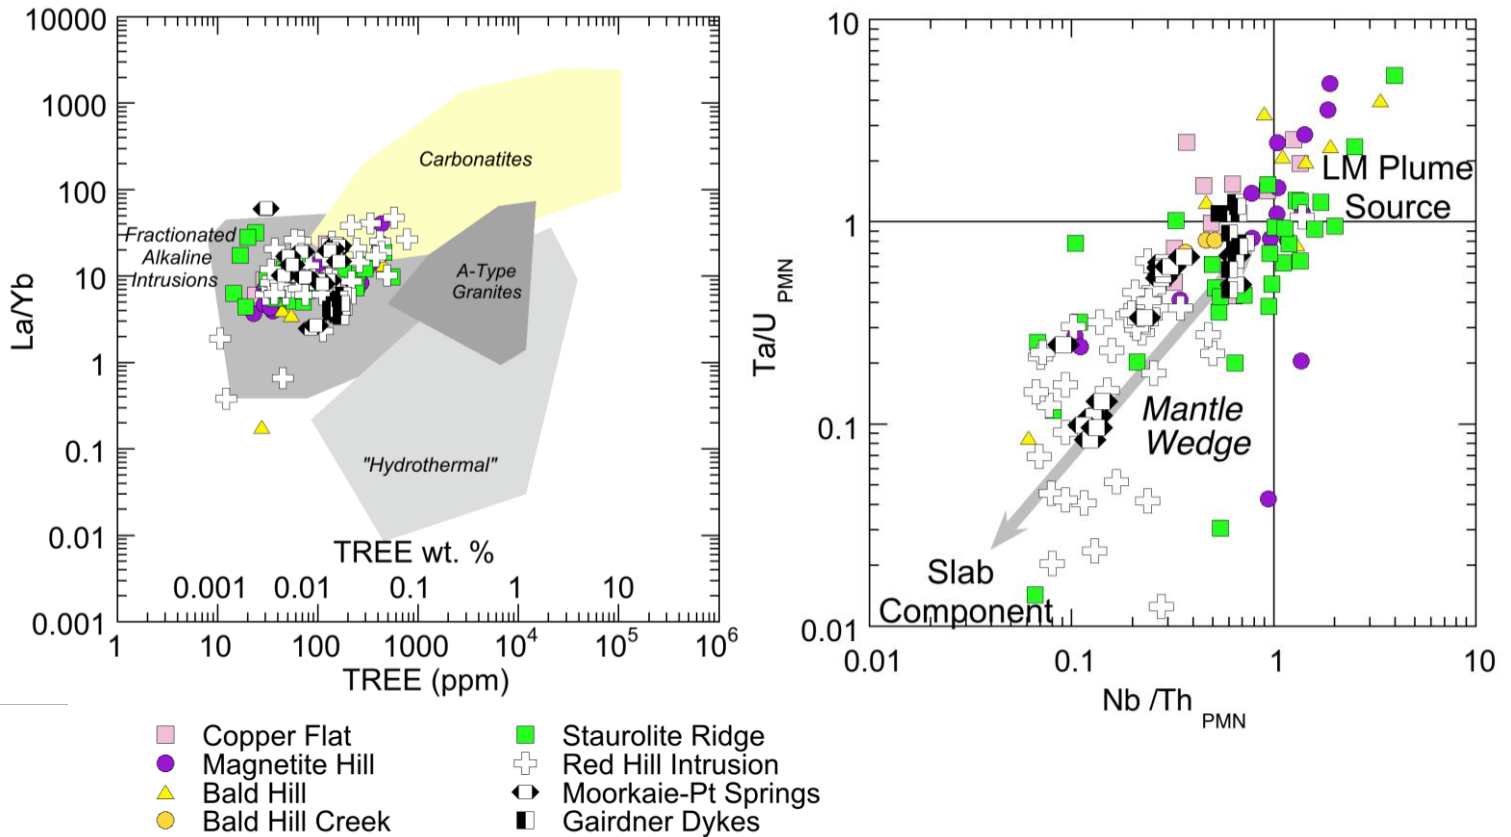 10000
1000
100
10
1
0.1
0.01
0.001
La/Yb
Carbonatites
Fractionated
Alkaline
Intrusions
A-Type
Granites
"Hydrothermal"
TREE wt. %
0.001 0.01 0.1 1 10
1 10 100 1000 10⁴ 10⁵ 10⁶
TREE (ppm)
10
1
0.1
0.01
Ta/U PMN
LM Plume
Source
Mantle
Wedge
Slab
Component
0.01 0.1 1 10
Nb /Th PMN
Copper Flat
Magnetite Hill
Bald Hill
Bald Hill Creek
Staurolite Ridge
Red Hill Intrusion
Moorkaie-Pt Springs
Gairdner Dykes